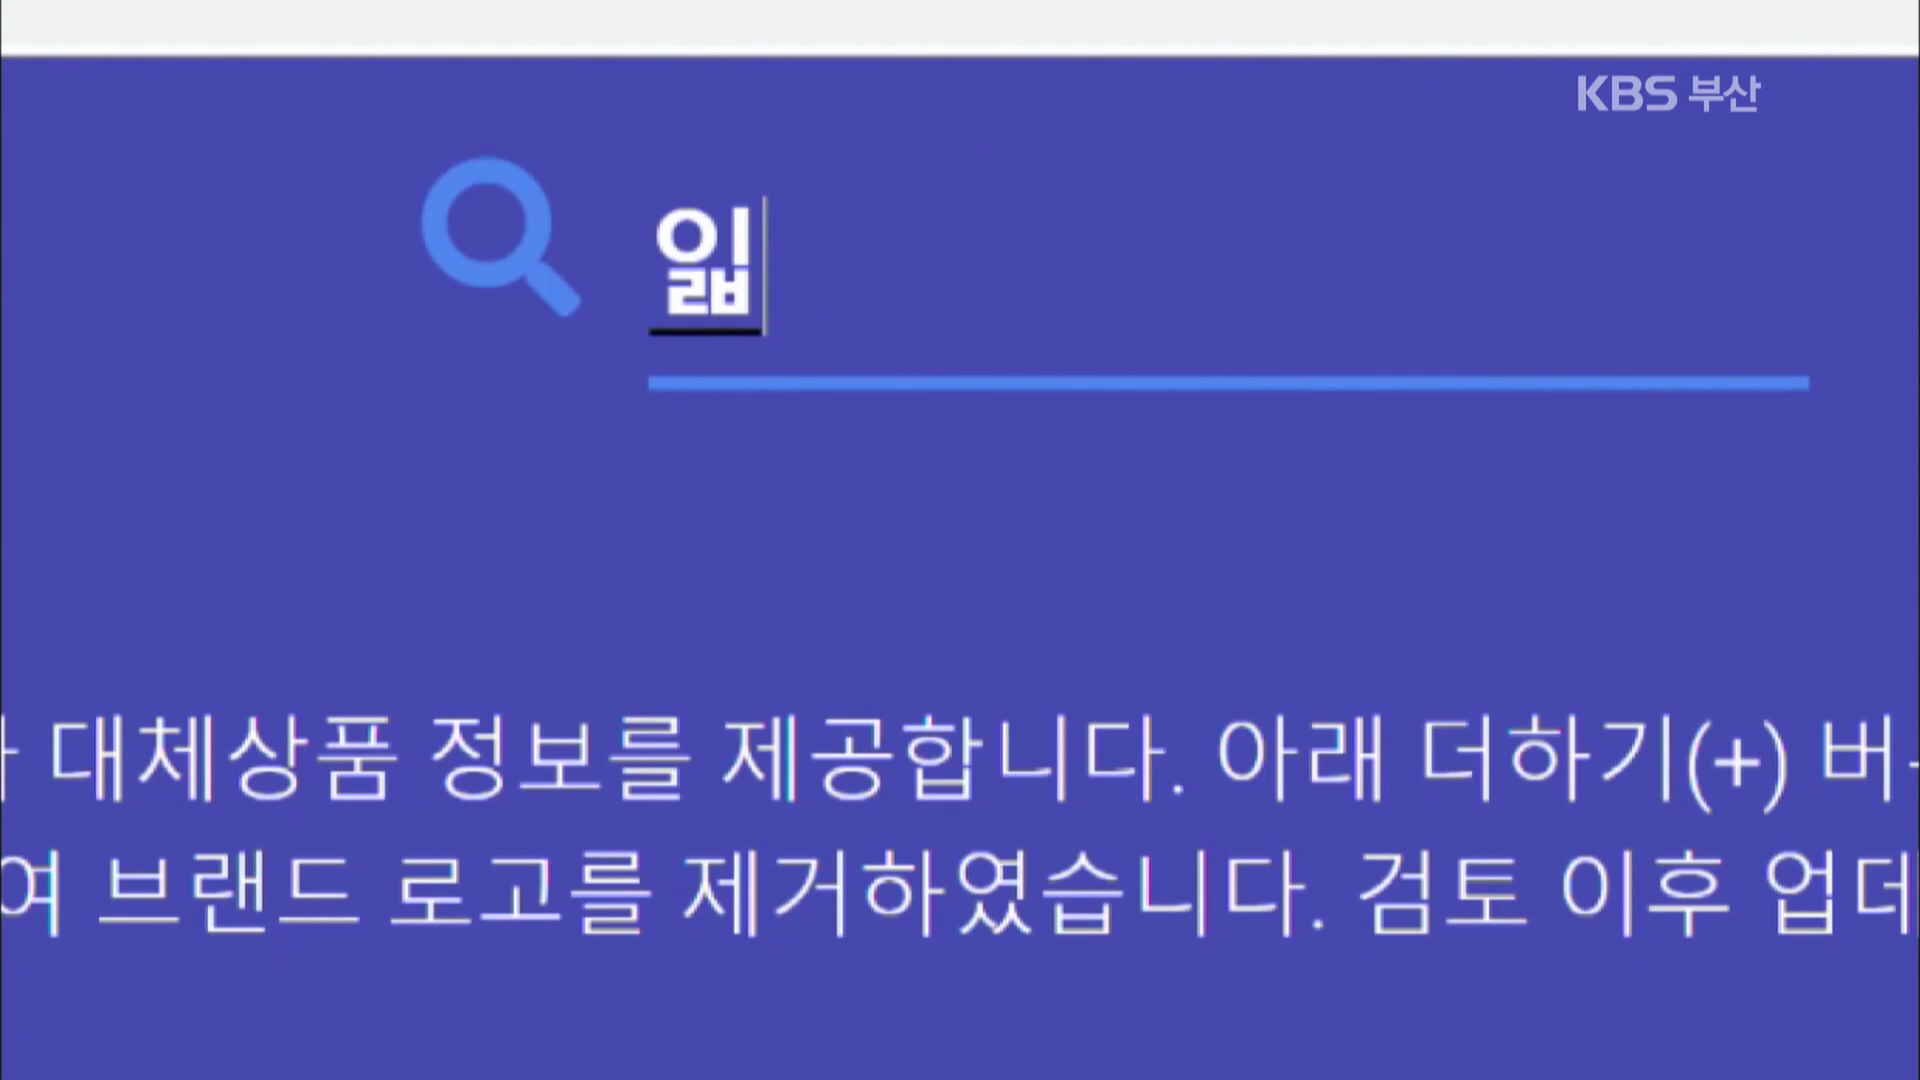 KBS 부산
읿
대체상품 정보를 제공합니다. 아래 더하기(+) 버
여 브랜드 로고를 제거하였습니다. 검토 이후 업데